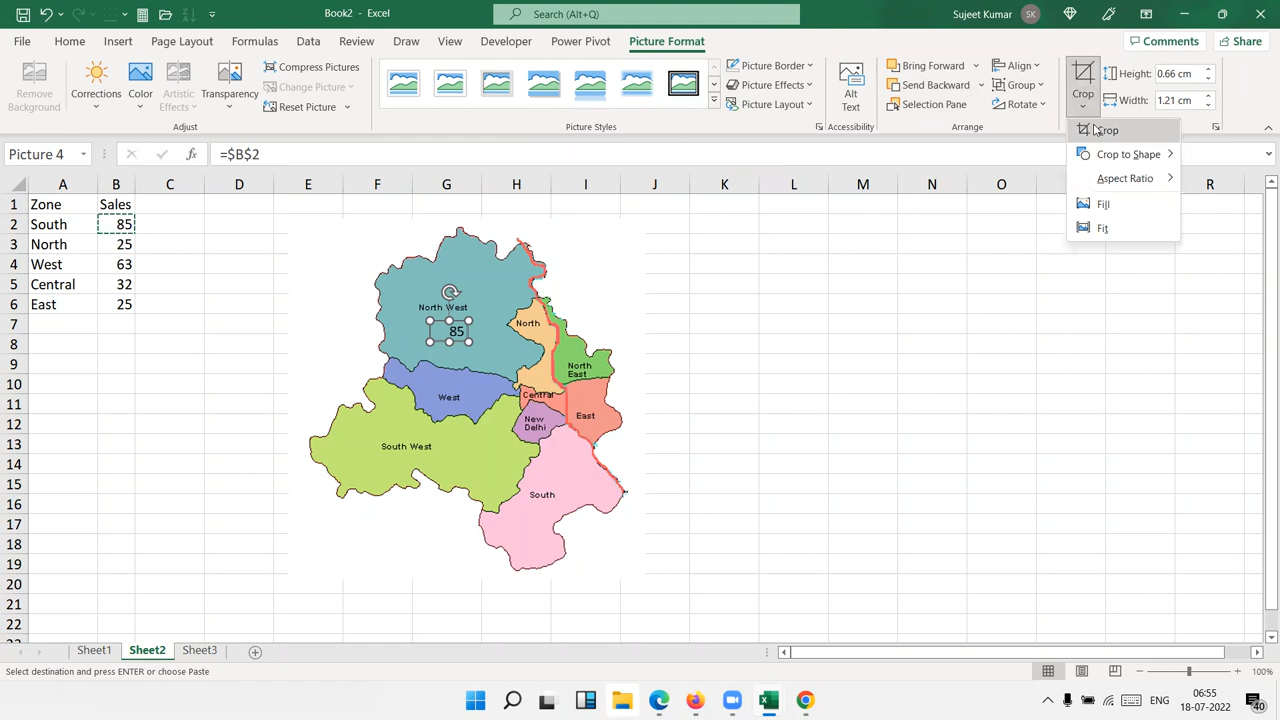 Book2 - Excel
Search (Alt+Q)
Sujeet Kumar SK
File Home Insert Page Layout Formulas Data Review Draw View Developer Power Pivot Picture Format Comments Share
Remove Background
Corrections
Color
Artistic Effects
Transparency
Compress Pictures
Change Picture
Reset Picture
Adjust
Picture Styles
Picture Border
Picture Effects
Picture Layout
Alt Text
Accessibility
Bring Forward
Send Backward
Selection Pane
Align
Group
Rotate
Arrange
Crop
Height: 0.66 cm
Width: 1.21 cm
Crop
Crop to Shape
Aspect Ratio
Fill
Fit
Picture 4 fx =$B$2
A B C D E F G H I J K L M N O R
1 Zone Sales
2 South 85
3 North 25
4 West 63
5 Central 32
6 East 25
7
8
9
10
11
12
13
14
15
16
17
18
19
20
21
22
North West
85
North
North East
West
Central
East
New Delhi
South West
South
Sheet1 Sheet2 Sheet3
Select destination and press ENTER or choose Paste
100%
ENG
06:55
18-07-2022
40